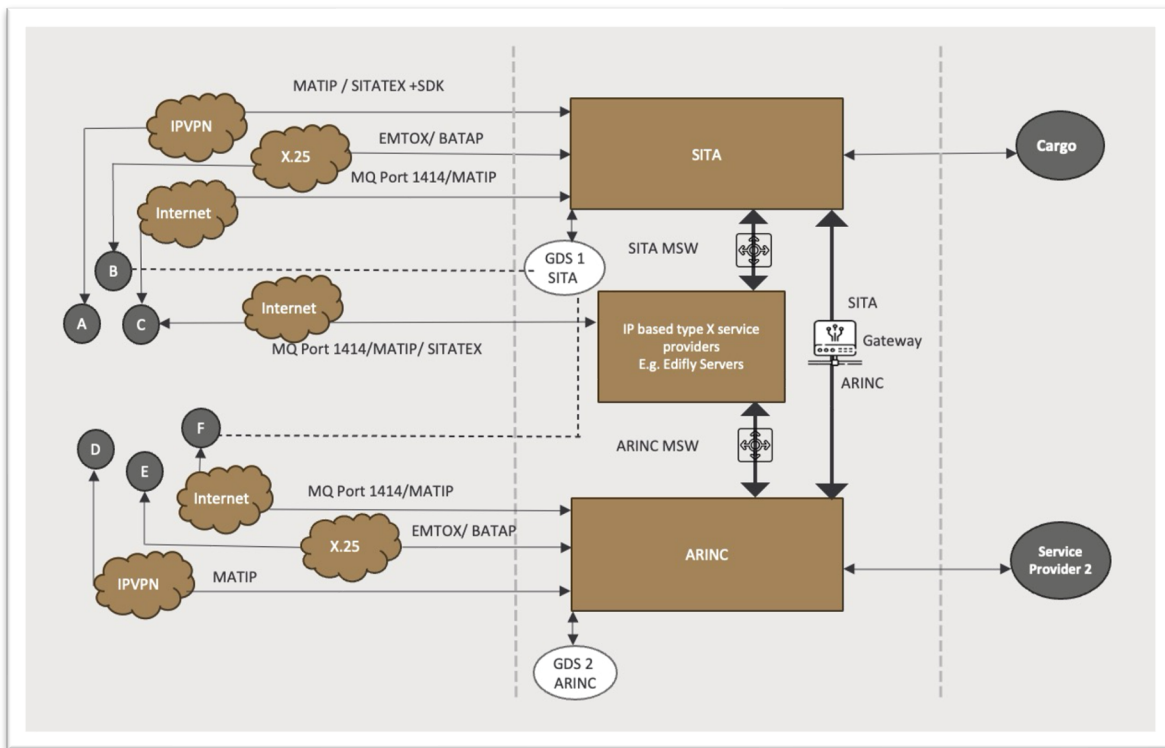 MATIP / SITATEX +SDK
IPVPN
EMTOX/ BATAP
X.25
SITA
Cargo
MQ Port 1414/MATIP
Internet
SITA MSW
GDS 1
SITA
B
Internet
A
C
MQ Port 1414/MATIP/ SITATEX
IP based type X service
providers
E.g. Edifly Servers
SITA
Gateway
ARINC
F
D
E
ARINC MSW
Internet
MQ Port 1414/MATIP
EMTOX/ BATAP
X.25
ARINC
Service
Provider 2
IPVPN
MATIP
GDS 2
ARINC